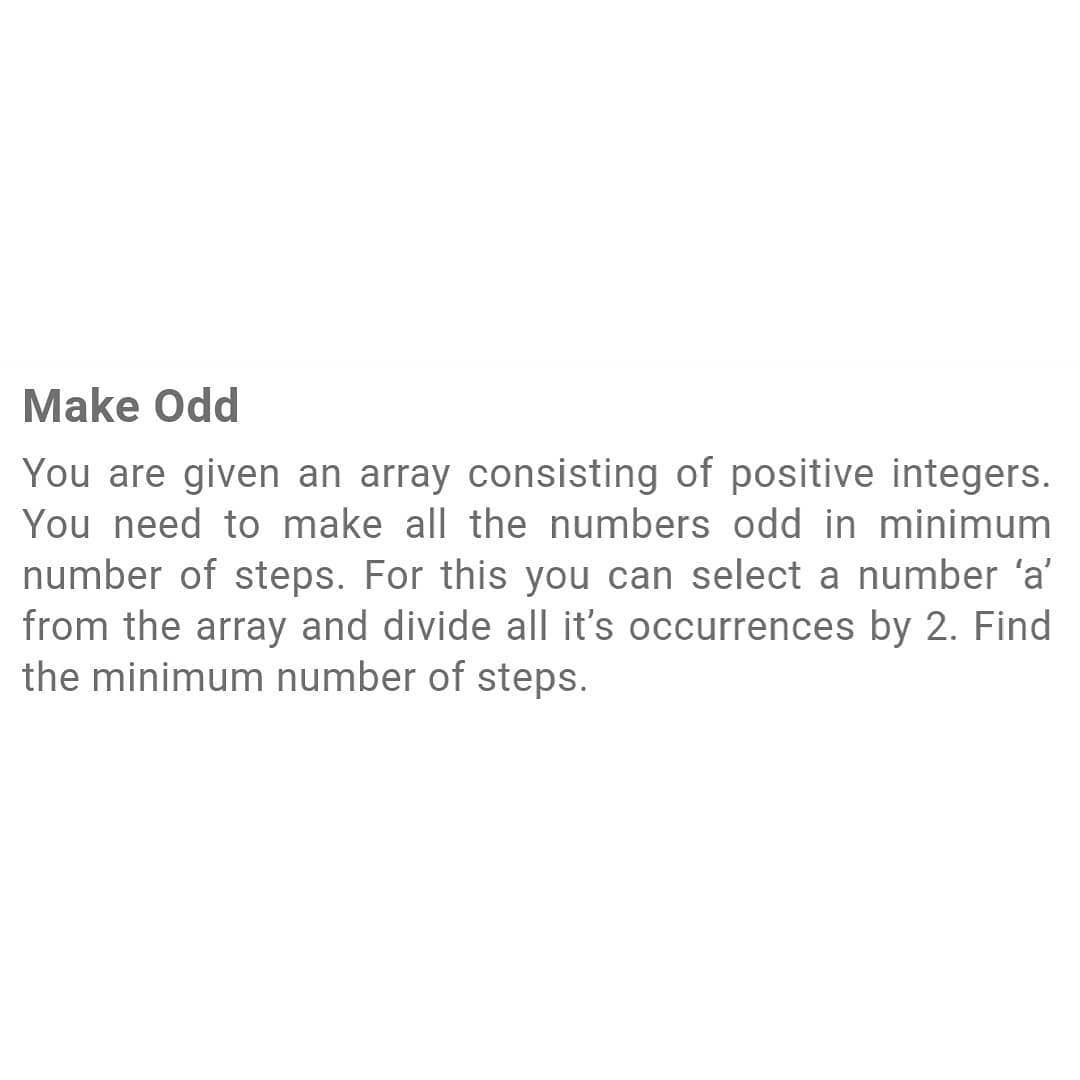 Make Odd
You are given an array consisting of positive integers.
You need to make all the numbers odd in minimum
number of steps. For this you can select a number ‘a’
from the array and divide all it’s occurrences by 2. Find
the minimum number of steps.